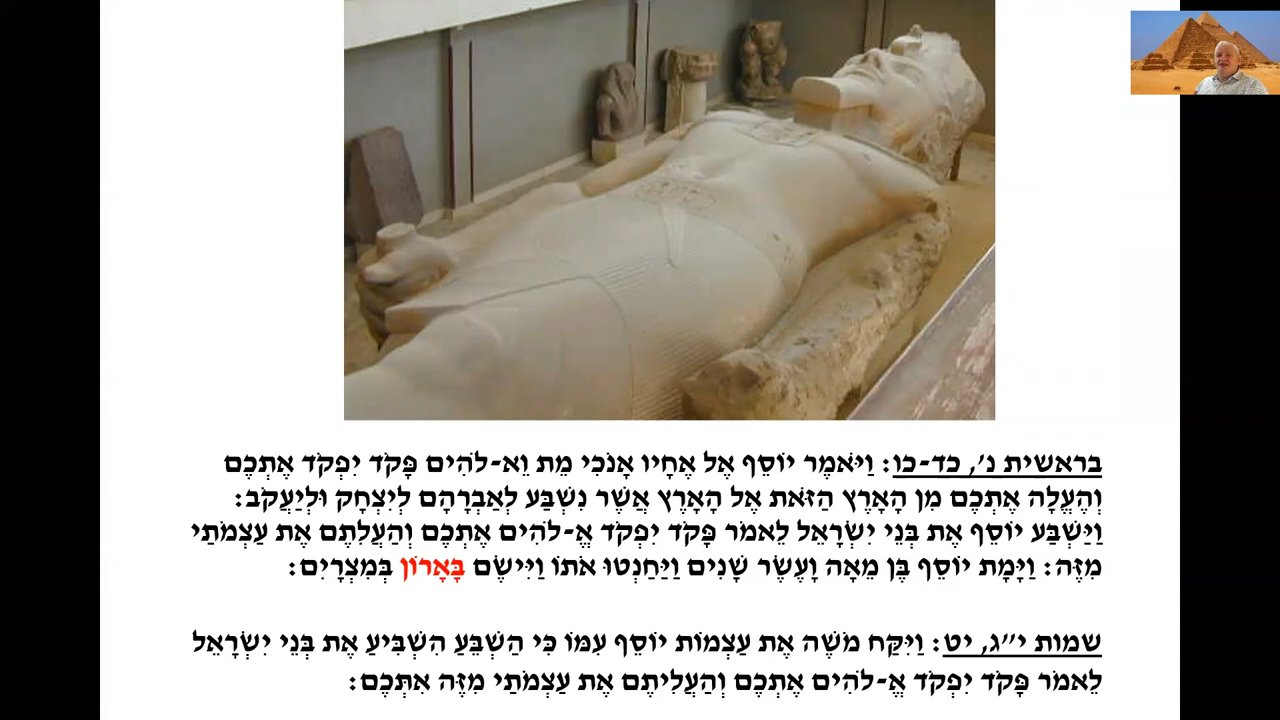 בראשית נ', כד-כו: וַיֹּאמֶר יוֹסֵף אֶל אֶחָיו אָנֹכִי מֵת וֵא-לֹהִים פָּקֹד יִפְקֹד אֶתְכֶם
וְהֶעֱלָה אֶתְכֶם מִן הָאָרֶץ הַזֹּאת אֶל הָאָרֶץ אֲשֶׁר נִשְׁבַּע לְאַבְרָהָם לְיִצְחָק וּלְיַעֲקֹב:
וַיַּשְׁבַּע יוֹסֵף אֶת בְּנֵי יִשְׂרָאֵל לֵאמֹר פָּקֹד יִפְקֹד אֱ-לֹהִים אֶתְכֶם וְהַעֲלִתֶם אֶת עַצְמֹתַי
מִזֶּה: וַיָּמָת יוֹסֵף בֶּן מֵאָה וָעֶשֶׂר שָׁנִים וַיַּחַנְטוּ אֹתוֹ וַיִּישֶׂם בָּאָרוֹן בְּמִצְרָיִם:
שמות י"ג, יט: וַיִּקַּח מֹשֶׁה אֶת עַצְמוֹת יוֹסֵף עִמּוֹ כִּי הַשְׁבֵּעַ הִשְׁבִּיעַ אֶת בְּנֵי יִשְׂרָאֵל
לֵאמֹר פָּקֹד יִפְקֹד אֱ-לֹהִים אֶתְכֶם וְהַעֲלִיתֶם אֶת עַצְמֹתַי מִזֶּה אִתְּכֶם: